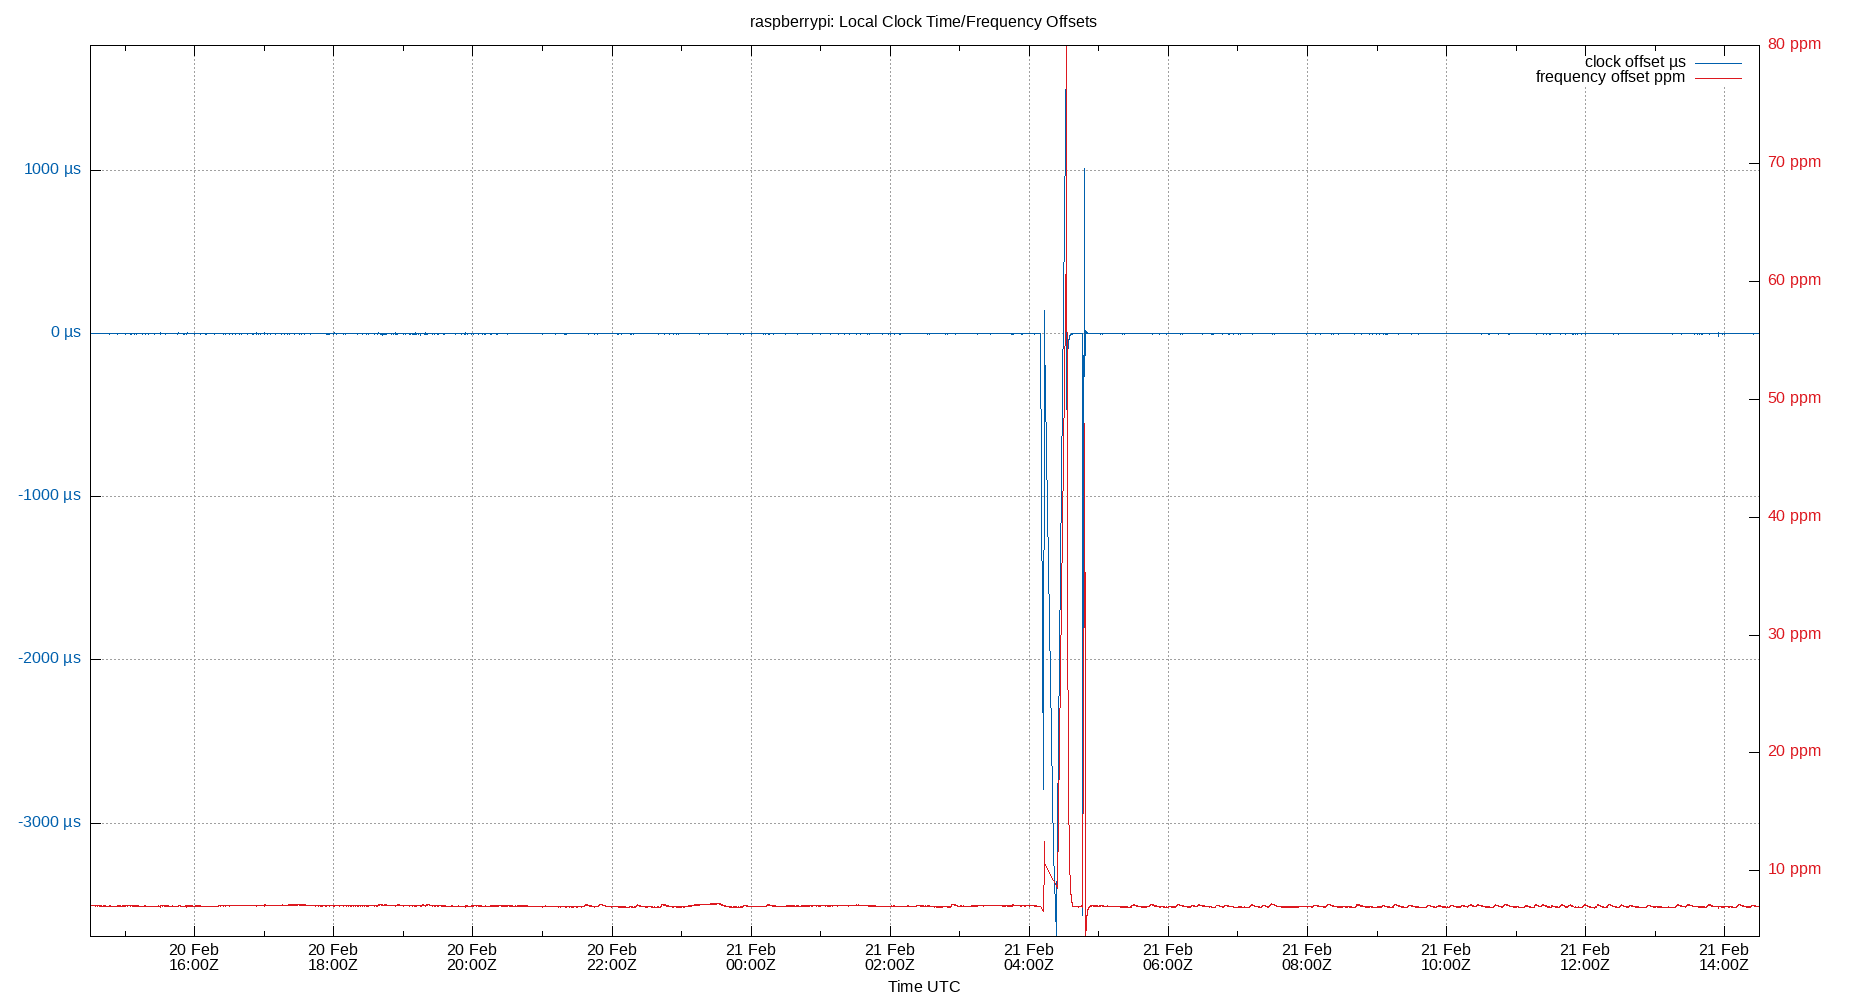 raspberrypi: Local Clock Time/Frequency Offsets
clock offset µs
frequency offset ppm
1000 µs
0 µs
-1000 µs
-2000 µs
-3000 µs
80 ppm
70 ppm
60 ppm
50 ppm
40 ppm
30 ppm
20 ppm
10 ppm
20 Feb 20 Feb 20 Feb 20 Feb 21 Feb 21 Feb 21 Feb 21 Feb 21 Feb 21 Feb 21 Feb 21 Feb
16:00Z 18:00Z 20:00Z 22:00Z 00:00Z 02:00Z 04:00Z 06:00Z 08:00Z 10:00Z 12:00Z 14:00Z
Time UTC